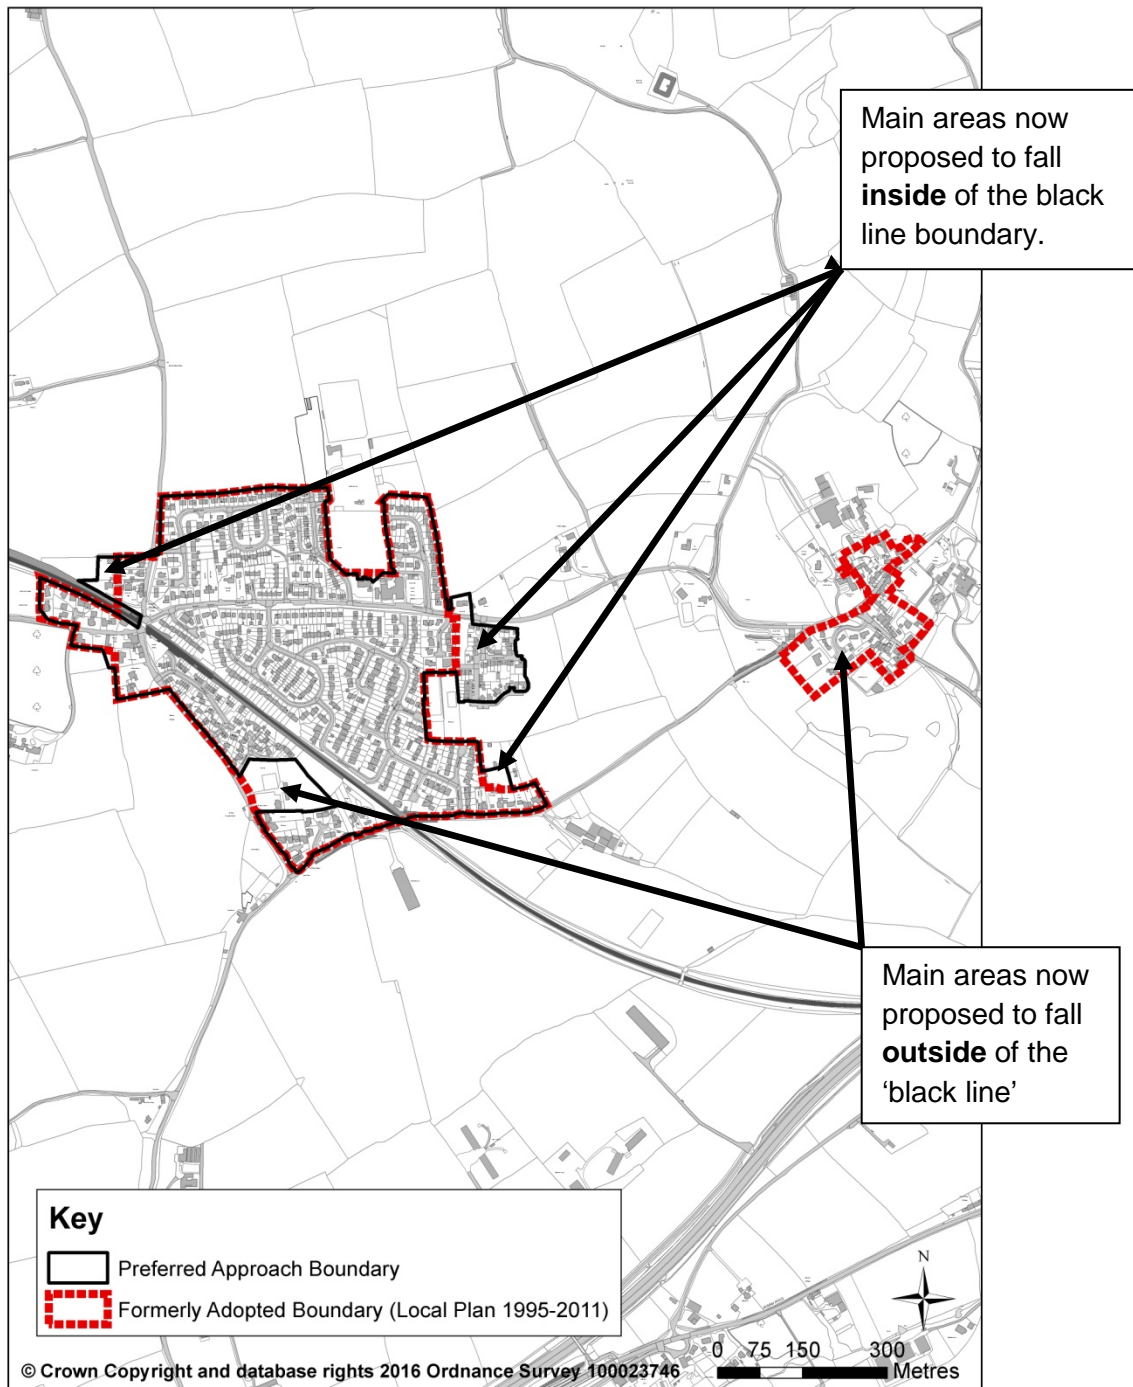 Main areas now
proposed to fall
inside of the black
line boundary.
Main areas now
proposed to fall
outside of the
‘black line’
Key
Preferred Approach Boundary
Formerly Adopted Boundary (Local Plan 1995-2011)
N
0 75 150 300
Metres
© Crown Copyright and database rights 2016 Ordnance Survey 100023746